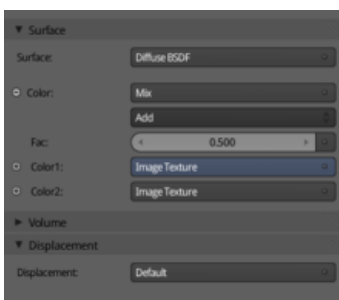 Surface
Surface: Diffuse BSDF
Color: Mix
Add
Fac: 0.500
Color1: Image Texture
Color2: Image Texture
Volume
Displacement
Displacement: Default